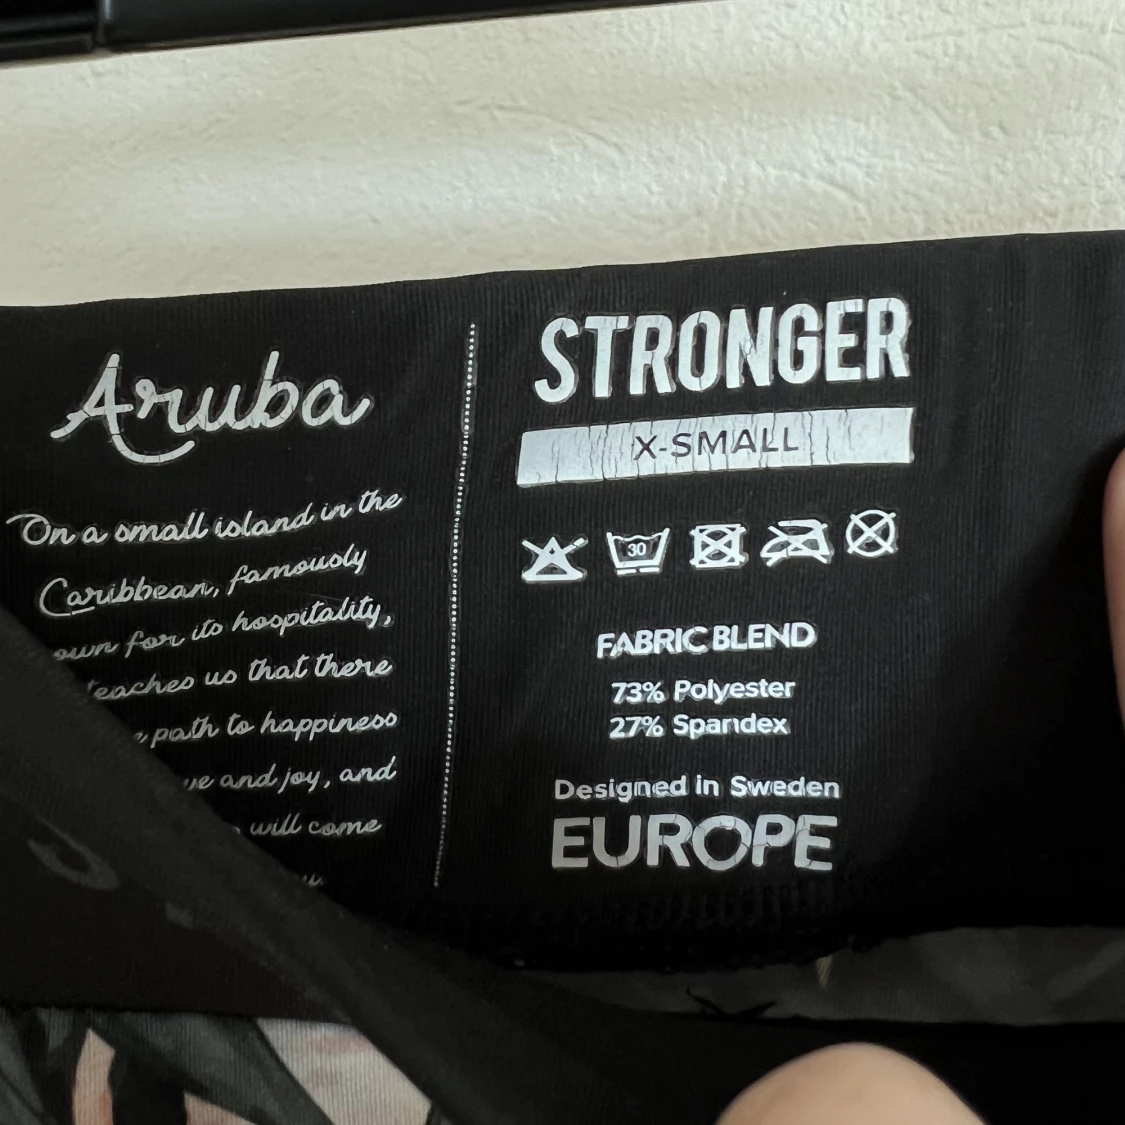 Aruba
On a small island in the
Caribbean, famously
for its hospitality,
teaches us that there
path to happiness
and joy, and
will come
STRONGER
X-SMALL
30
FABRIC BLEND
73% Polyester
27% Spandex
Designed in Sweden
EUROPE